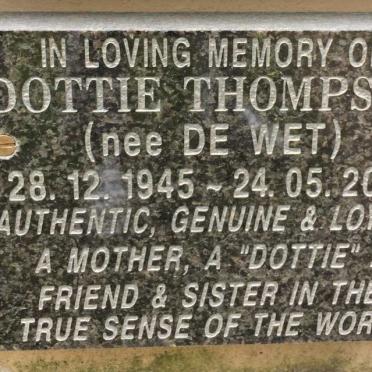 IN LOVING MEMORY O
DOTTIE THOMPS
(nee DE WET)
28. 12. 1945 ~ 24. 05. 20
AUTHENTIC, GENUINE & LO
A MOTHER, A "DOTTIE"
FRIEND & SISTER IN THE
TRUE SENSE OF THE WOR